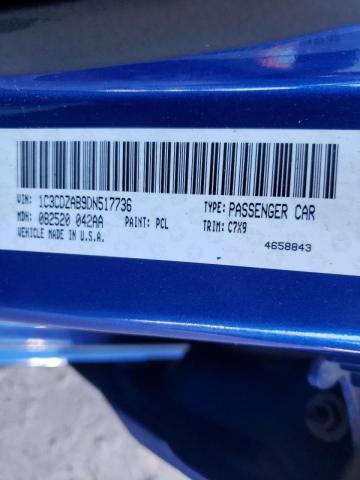 VIN: 1C3CDZAB9DN517736 TYPE: PASSENGER CAR
MDH: 082520 042AA PAINT: PCL TRIM: C7X9
VEHICLE MADE IN U.S.A. 4658843